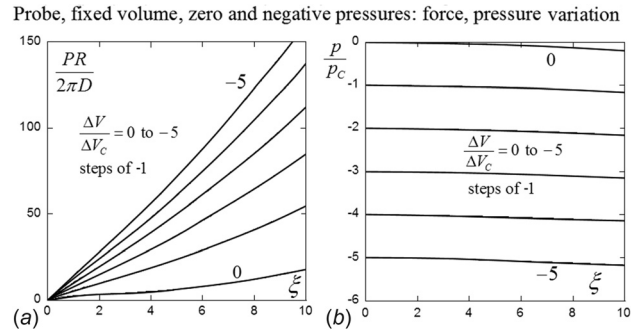 Probe, fixed volume, zero and negative pressures: force, pressure variation
150
100
50
0
PR
2πD
−5
ΔV
ΔV_C = 0 to −5
steps of -1
0
ξ
0 2 4 6 8 10
(a)
0
-1
-2
-3
-4
-5
-6
p
p_C
0
ΔV
ΔV_C = 0 to −5
steps of -1
−5
ξ
0 2 4 6 8 10
(b)